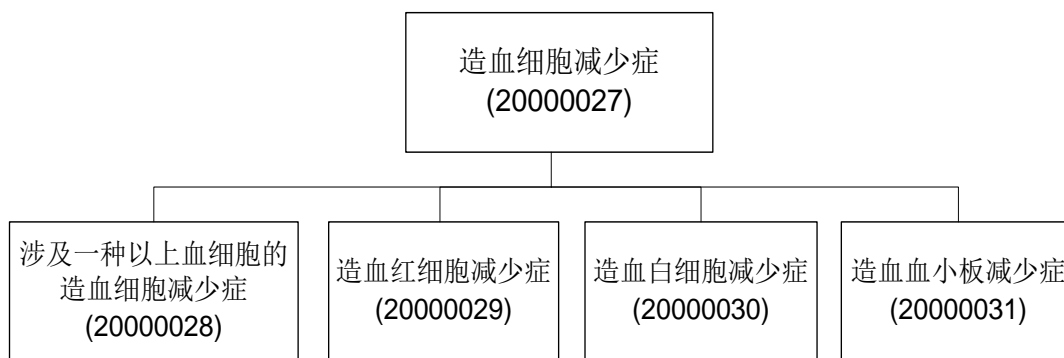 造血细胞减少症
(20000027)
涉及一种以上血细胞的
造血细胞减少症
(20000028)
造血红细胞减少症
(20000029)
造血白细胞减少症
(20000030)
造血血小板减少症
(20000031)